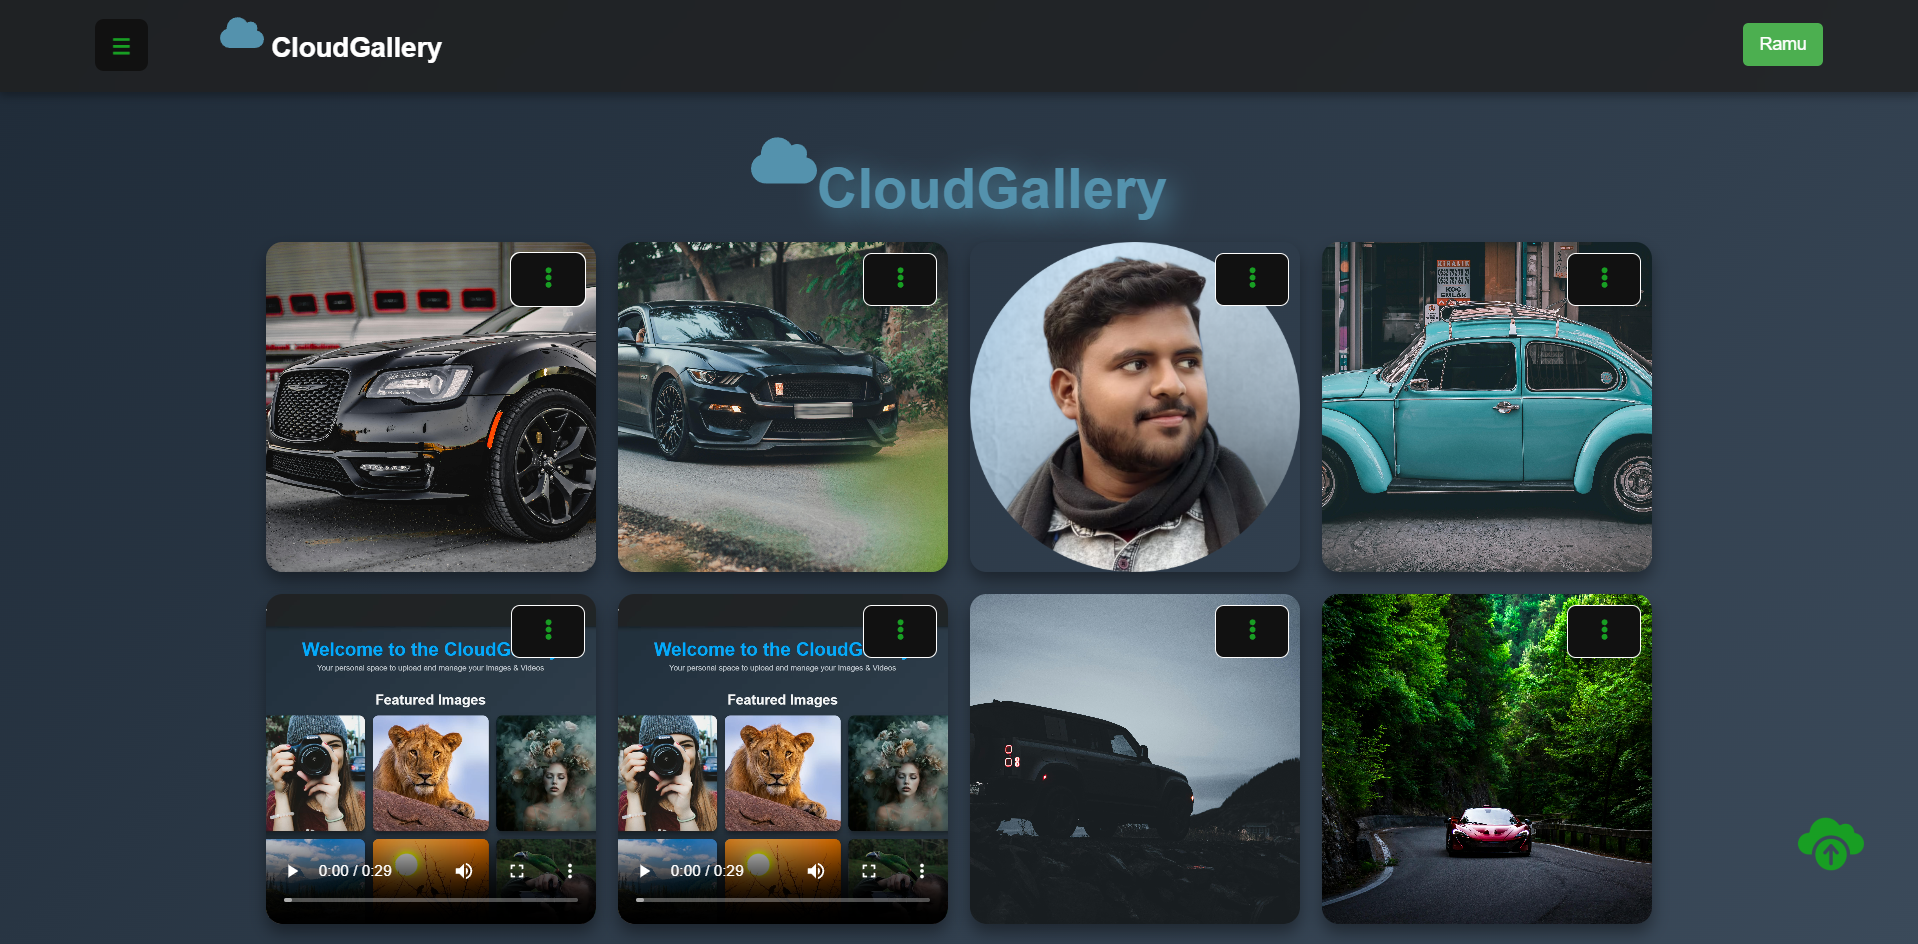 CloudGallery
Ramu
CloudGallery
Welcome to the CloudG
Your personal space to upload and manage your Images & Videos
Featured Images
0:00 / 0:29
Welcome to the CloudG
Your personal space to upload and manage your Images & Videos
Featured Images
0:00 / 0:29